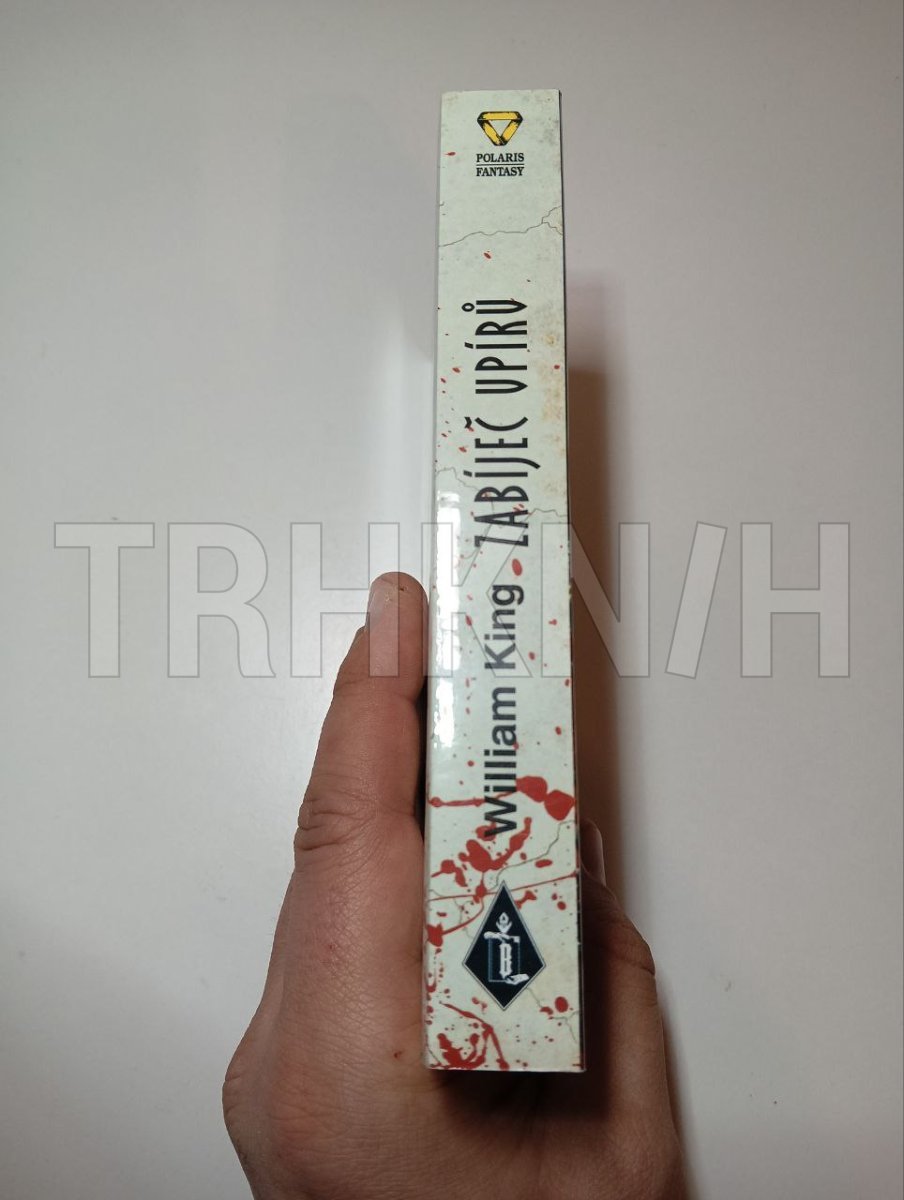 POLARIS
FANTASY
William King ZABÍJEČ UPÍRŮ
TRHKNIH